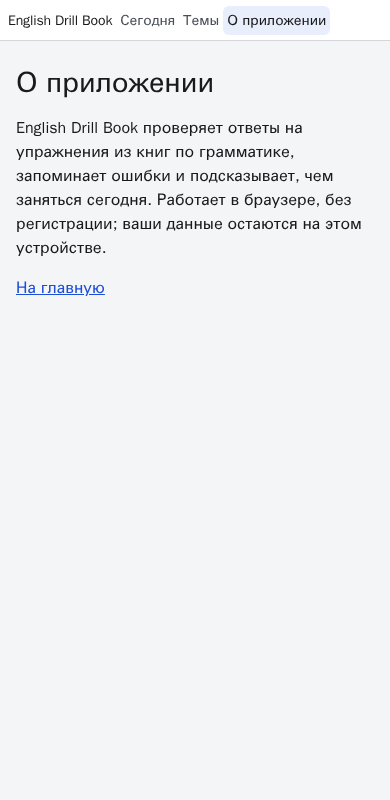 English Drill Book Сегодня Темы О приложении
О приложении
English Drill Book проверяет ответы на
упражнения из книг по грамматике,
запоминает ошибки и подсказывает, чем
заняться сегодня. Работает в браузере, без
регистрации; ваши данные остаются на этом
устройстве.
На главную